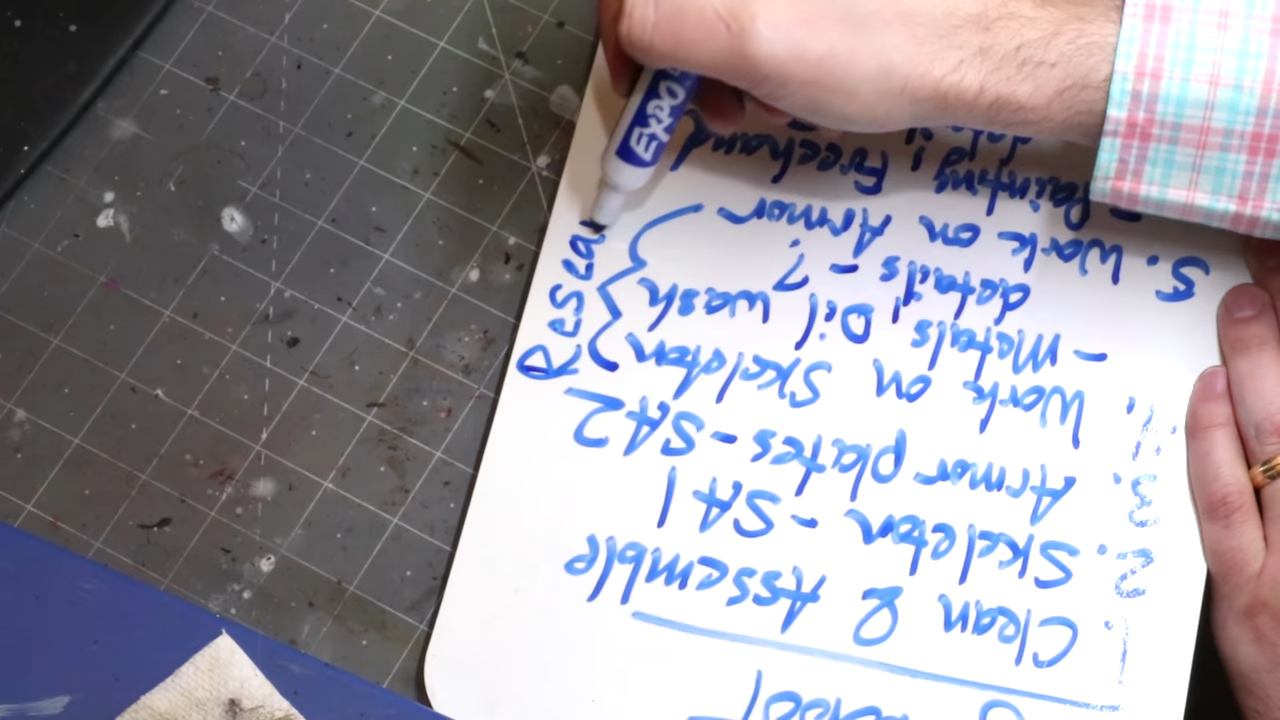 1. Clean & Assemble
2. Skeleton - SA1
3. Armor plates - SA2
4. Work on Skeleton
- Metals, Oil wash
details - ?
5. Work on Armor
- Painting, Freehand
Resea
EXPO